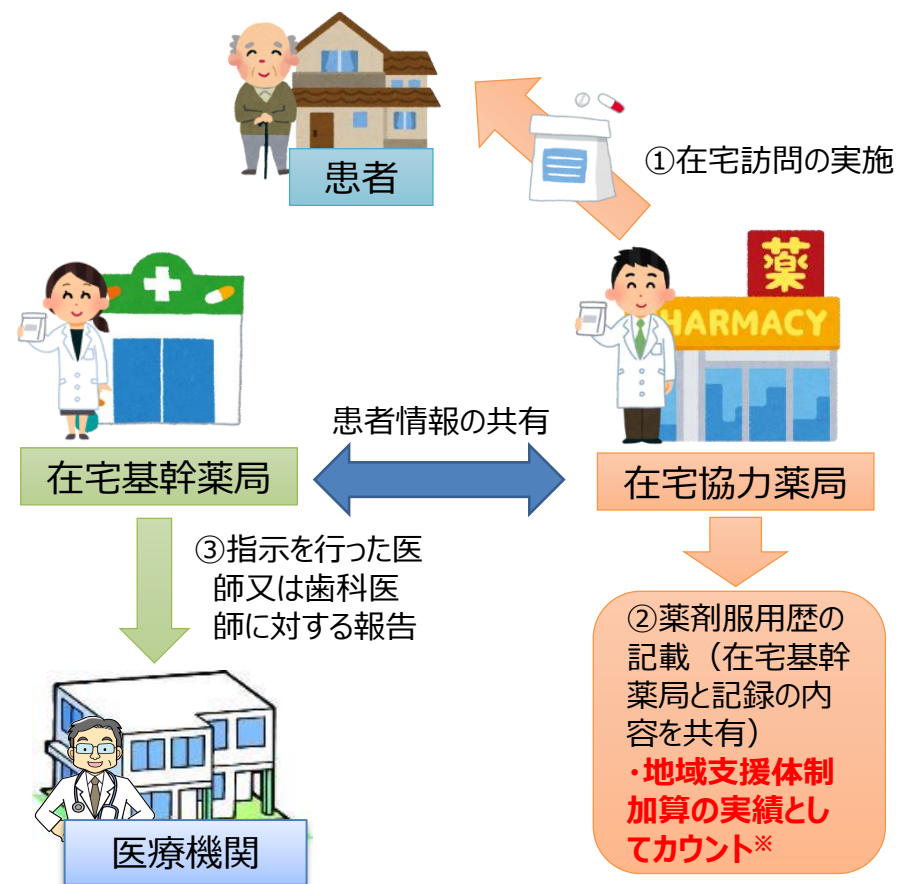 患者
①在宅訪問の実施
薬
HARMACY
患者情報の共有
在宅基幹薬局
在宅協力薬局
③指示を行った医
師又は歯科医
師に対する報告
②薬剤服用歴の
記載（在宅基幹
薬局と記録の内
容を共有）
・地域支援体制
加算の実績とし
てカウント※
医療機関